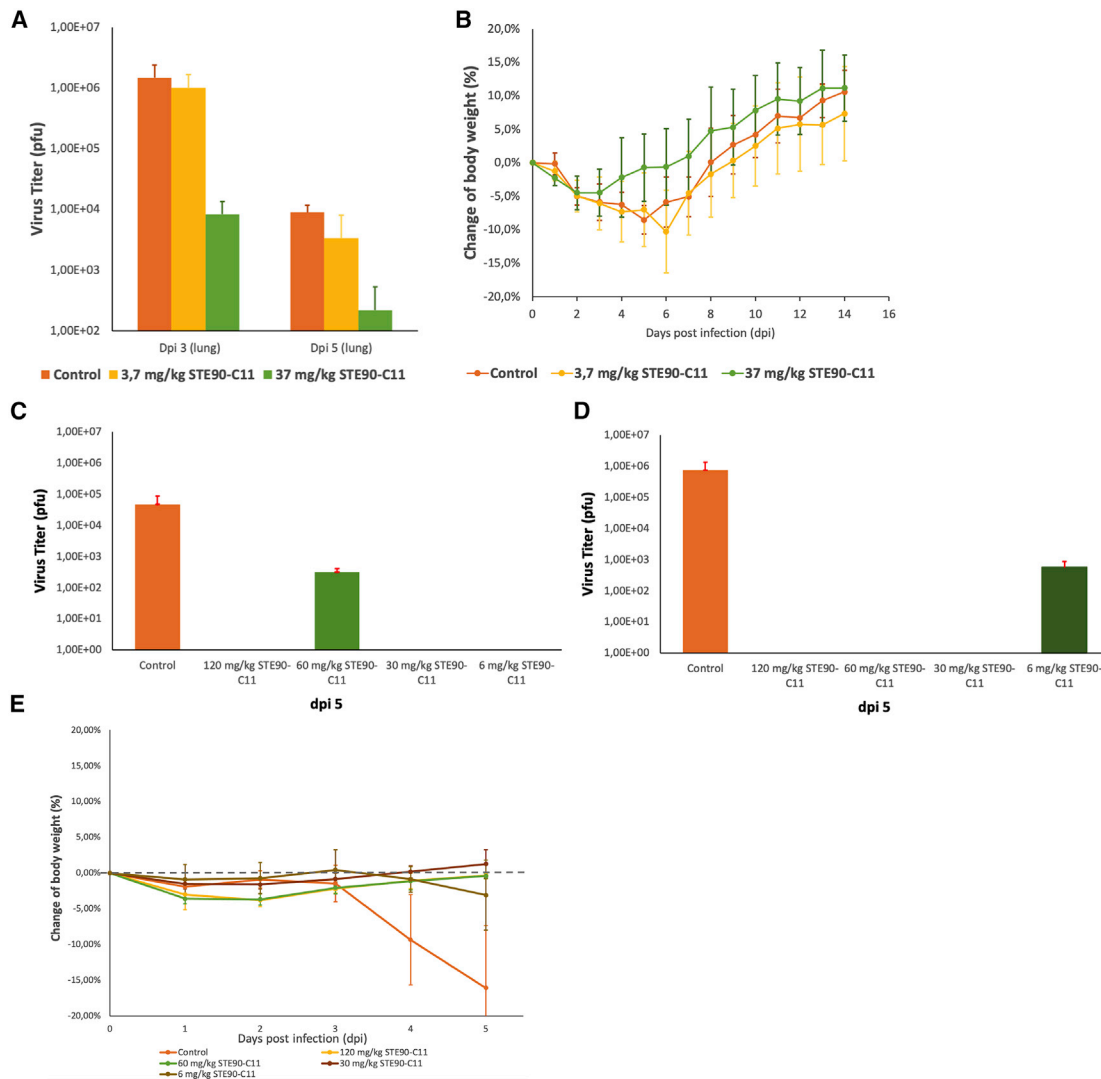 A
1,00E+07
1,00E+06
1,00E+05
1,00E+04
1,00E+03
1,00E+02
Virus Titer (pfu)
Dpi 3 (lung) Dpi 5 (lung)
Control 3,7 mg/kg STE90-C11 37 mg/kg STE90-C11
B
20,0%
15,0%
10,0%
5,0%
0,0%
-5,0%
-10,0%
-15,0%
-20,0%
Change of body weight (%)
0 2 4 6 8 10 12 14 16
Days post infection (dpi)
Control 3,7 mg/kg STE90-C11 37 mg/kg STE90-C11
C
1,00E+07
1,00E+06
1,00E+05
1,00E+04
1,00E+03
1,00E+02
1,00E+01
1,00E+00
Virus Titer (pfu)
Control 120 mg/kg STE90- 60 mg/kg STE90- 30 mg/kg STE90- 6 mg/kg STE90-
C11 C11 C11 C11
dpi 5
D
1,00E+07
1,00E+06
1,00E+05
1,00E+04
1,00E+03
1,00E+02
1,00E+01
1,00E+00
Virus Titer (pfu)
Control 120 mg/kg STE90- 60 mg/kg STE90- 30 mg/kg STE90- 6 mg/kg STE90-
C11 C11 C11 C11
dpi 5
E
20,00%
15,00%
10,00%
5,00%
0,00%
-5,00%
-10,00%
-15,00%
-20,00%
Change of body weight (%)
0 1 2 3 4 5
Days post infection (dpi)
Control 120 mg/kg STE90-C11
60 mg/kg STE90-C11 30 mg/kg STE90-C11
6 mg/kg STE90-C11